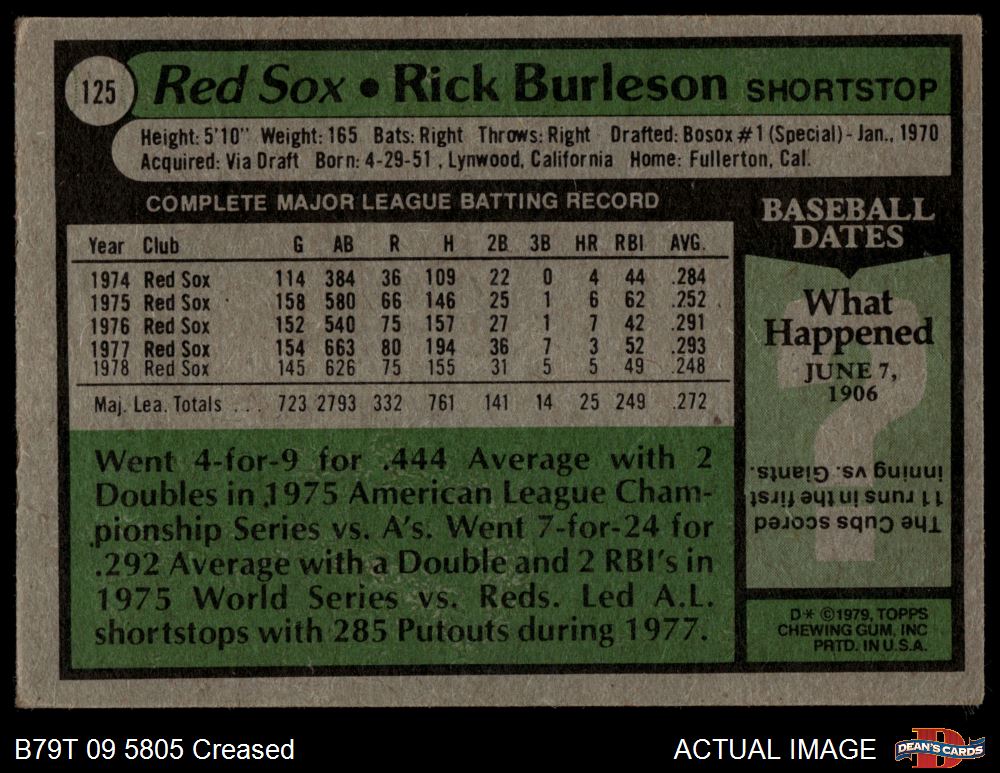 125
Red Sox • Rick Burleson SHORTSTOP
Height: 5'10" Weight: 165 Bats: Right Throws: Right Drafted: Bosox #1 (Special) - Jan., 1970
Acquired: Via Draft Born: 4-29-51, Lynwood, California Home: Fullerton, Cal.
COMPLETE MAJOR LEAGUE BATTING RECORD
Year Club G AB R H 2B 3B HR RBI AVG.
1974 Red Sox 114 384 36 109 22 0 4 44 .284
1975 Red Sox 158 580 66 146 25 1 6 62 .252
1976 Red Sox 152 540 75 157 27 1 7 42 .291
1977 Red Sox 154 663 80 194 36 7 3 52 .293
1978 Red Sox 145 626 75 155 31 5 5 49 .248
Maj. Lea. Totals ... 723 2793 332 761 141 14 25 249 .272
Went 4-for-9 for .444 Average with 2
Doubles in 1975 American League Cham-
pionship Series vs. A's. Went 7-for-24 for
.292 Average with a Double and 2 RBI's in
1975 World Series vs. Reds. Led A.L.
shortstops with 285 Putouts during 1977.
BASEBALL
DATES
What
Happened
JUNE 7,
1906
?
The Cubs scored
11 runs in the first
inning vs. Giants.
D* ©1979, TOPPS
CHEWING GUM, INC
PRTD. IN U.S.A.
B79T 09 5805 Creased
ACTUAL IMAGE
D
DEAN'S CARDS